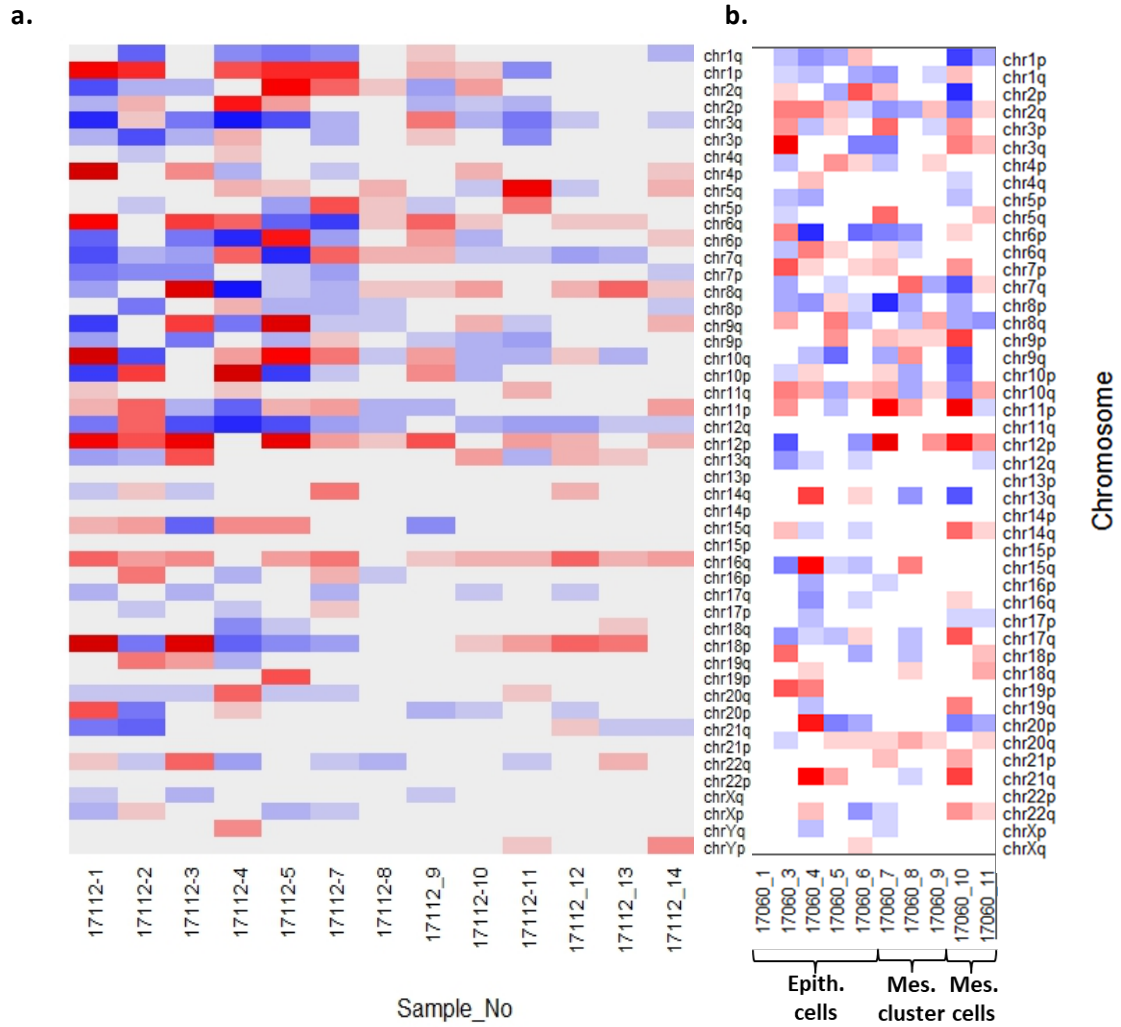 a.
b.
chr1q
chr1p
chr2q
chr2p
chr3q
chr3p
chr4q
chr4p
chr5q
chr5p
chr6q
chr6p
chr7q
chr7p
chr8q
chr8p
chr9q
chr9p
chr10q
chr10p
chr11q
chr11p
chr12q
chr12p
chr13q
chr13p
chr14q
chr14p
chr15q
chr15p
chr16q
chr16p
chr17q
chr17p
chr18q
chr18p
chr19q
chr19p
chr20q
chr20p
chr21q
chr21p
chr22q
chr22p
chrXq
chrXp
chrYq
chrYp
chr1p
chr1q
chr2p
chr2q
chr3p
chr3q
chr4p
chr4q
chr5p
chr5q
chr6p
chr6q
chr7p
chr7q
chr8p
chr8q
chr9p
chr9q
chr10p
chr10q
chr11p
chr11q
chr12p
chr12q
chr13p
chr13q
chr14p
chr14q
chr15p
chr15q
chr16p
chr16q
chr17p
chr17q
chr18p
chr18q
chr19p
chr19q
chr20p
chr20q
chr21p
chr21q
chr22p
chr22q
chrXp
chrXq
Chromosome
17112-1
17112-2
17112-3
17112-4
17112-5
17112-7
17112-8
17112_9
17112-10
17112-11
17112_12
17112_13
17112_14
17060_1
17060_3
17060_4
17060_5
17060_6
17060_7
17060_8
17060_9
17060_10
17060_11
Sample_No
Epith.
cells
Mes.
cluster
Mes.
cells